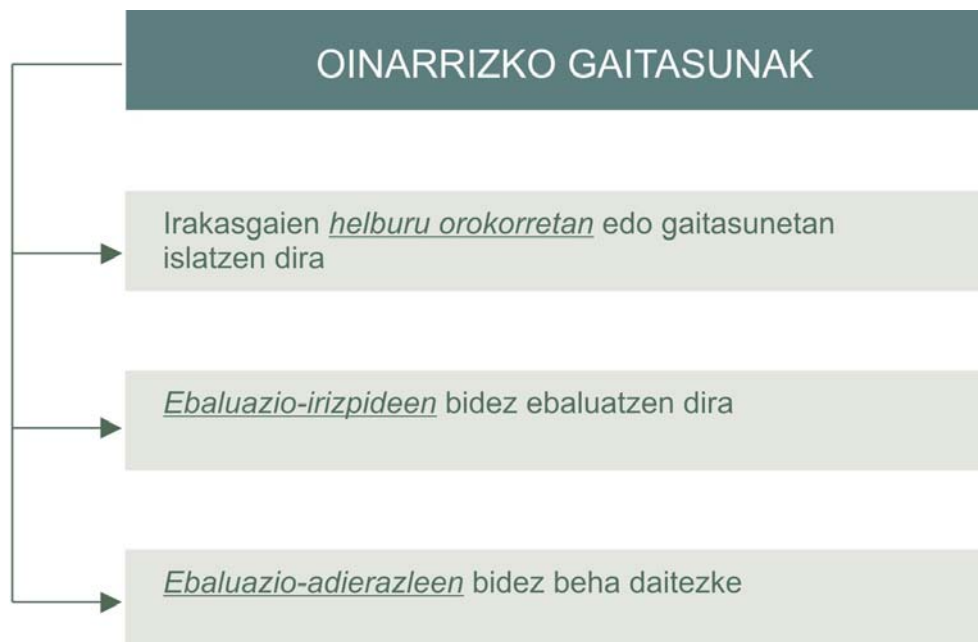 OINARRIZKO GAITASUNAK
Irakasgaien helburu orokorretan edo gaitasunetan
islatzen dira
Ebaluazio-irizpideen bidez ebaluatzen dira
Ebaluazio-adierazleen bidez beha daitezke